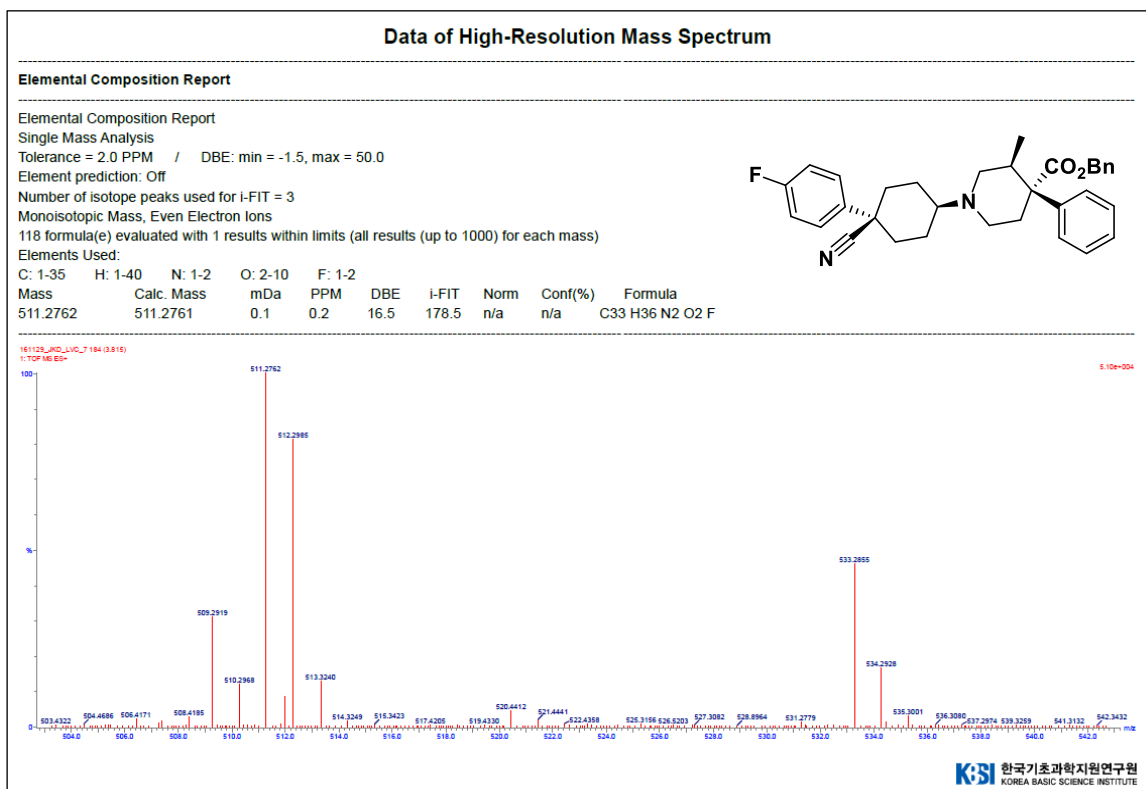 Data of High-Resolution Mass Spectrum
Elemental Composition Report
Elemental Composition Report
Single Mass Analysis
Tolerance = 2.0 PPM / DBE: min = -1.5, max = 50.0
Element prediction: Off
Number of isotope peaks used for i-FIT = 3
Monoisotopic Mass, Even Electron Ions
118 formula(e) evaluated with 1 results within limits (all results (up to 1000) for each mass)
Elements Used:
C: 1-35 H: 1-40 N: 1-2 O: 2-10 F: 1-2
Mass Calc. Mass mDa PPM DBE i-FIT Norm Conf(%) Formula
511.2762 511.2761 0.1 0.2 16.5 178.5 n/a n/a C33 H36 N2 O2 F
F
CO2Bn
N
N
161129_JKD_LVC_7 184 (3.815)
1: TOF MS ES+
5.10e+004
100
511.2762
512.2985
%
533.2855
509.2919
510.2968
513.3240
534.2928
503.4322 504.4686 506.4171 508.4185 514.3249 515.3423 517.4205 519.4330 520.4412 521.4441 522.4358 525.3156 526.5203 527.3082 528.8964 531.2779 535.3001 536.3080 537.2974 539.3259 541.3132 542.3432
0
504.0 506.0 508.0 510.0 512.0 514.0 516.0 518.0 520.0 522.0 524.0 526.0 528.0 530.0 532.0 534.0 536.0 538.0 540.0 542.0 m/z
KBSI 한국기초과학지원연구원
KOREA BASIC SCIENCE INSTITUTE